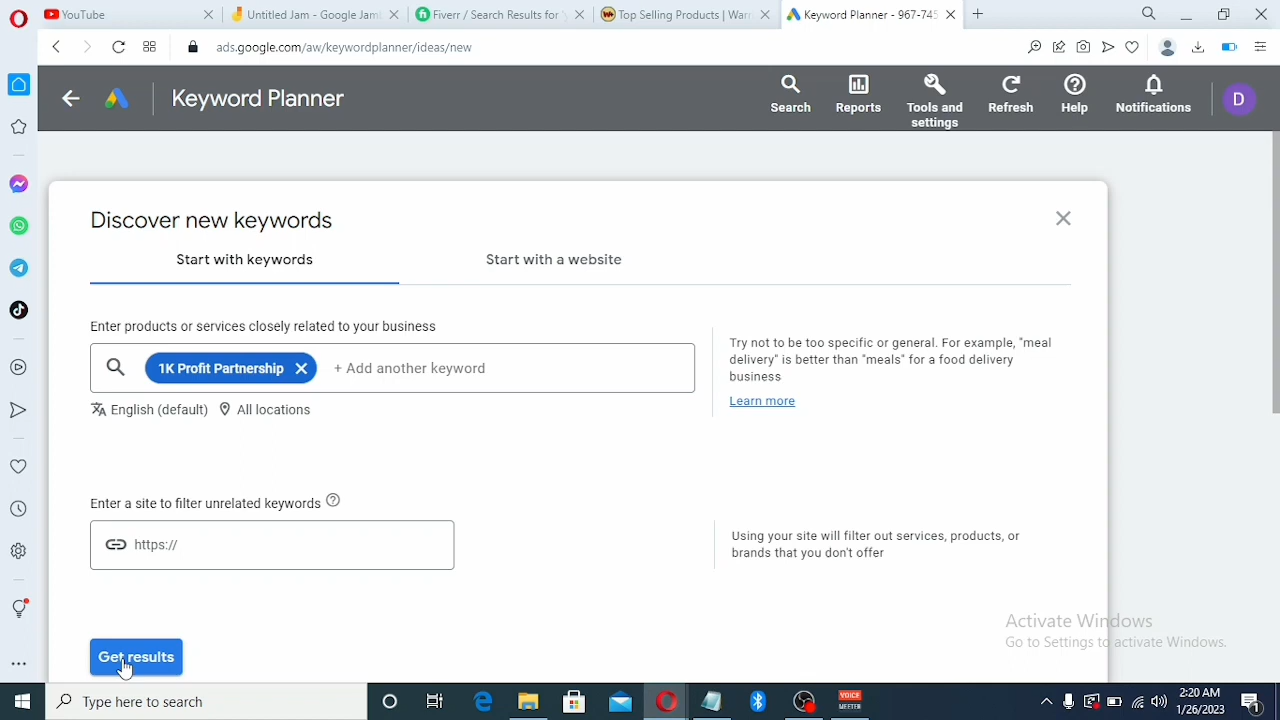 YouTube
Untitled Jam - Google Jam
Fiverr / Search Results for
Top Selling Products | War
Keyword Planner - 967-745
ads.google.com/aw/keywordplanner/ideas/new
Keyword Planner
Search
Reports
Tools and
settings
Refresh
Help
Notifications
D
Discover new keywords
Start with keywords
Start with a website
Enter products or services closely related to your business
1K Profit Partnership
+ Add another keyword
English (default)
All locations
Try not to be too specific or general. For example, "meal
delivery" is better than "meals" for a food delivery
business
Learn more
Enter a site to filter unrelated keywords
https://
Using your site will filter out services, products, or
brands that you don't offer
Get results
Activate Windows
Go to Settings to activate Windows.
Type here to search
VOICE
MEETER
2:20 AM
1/26/2023
1